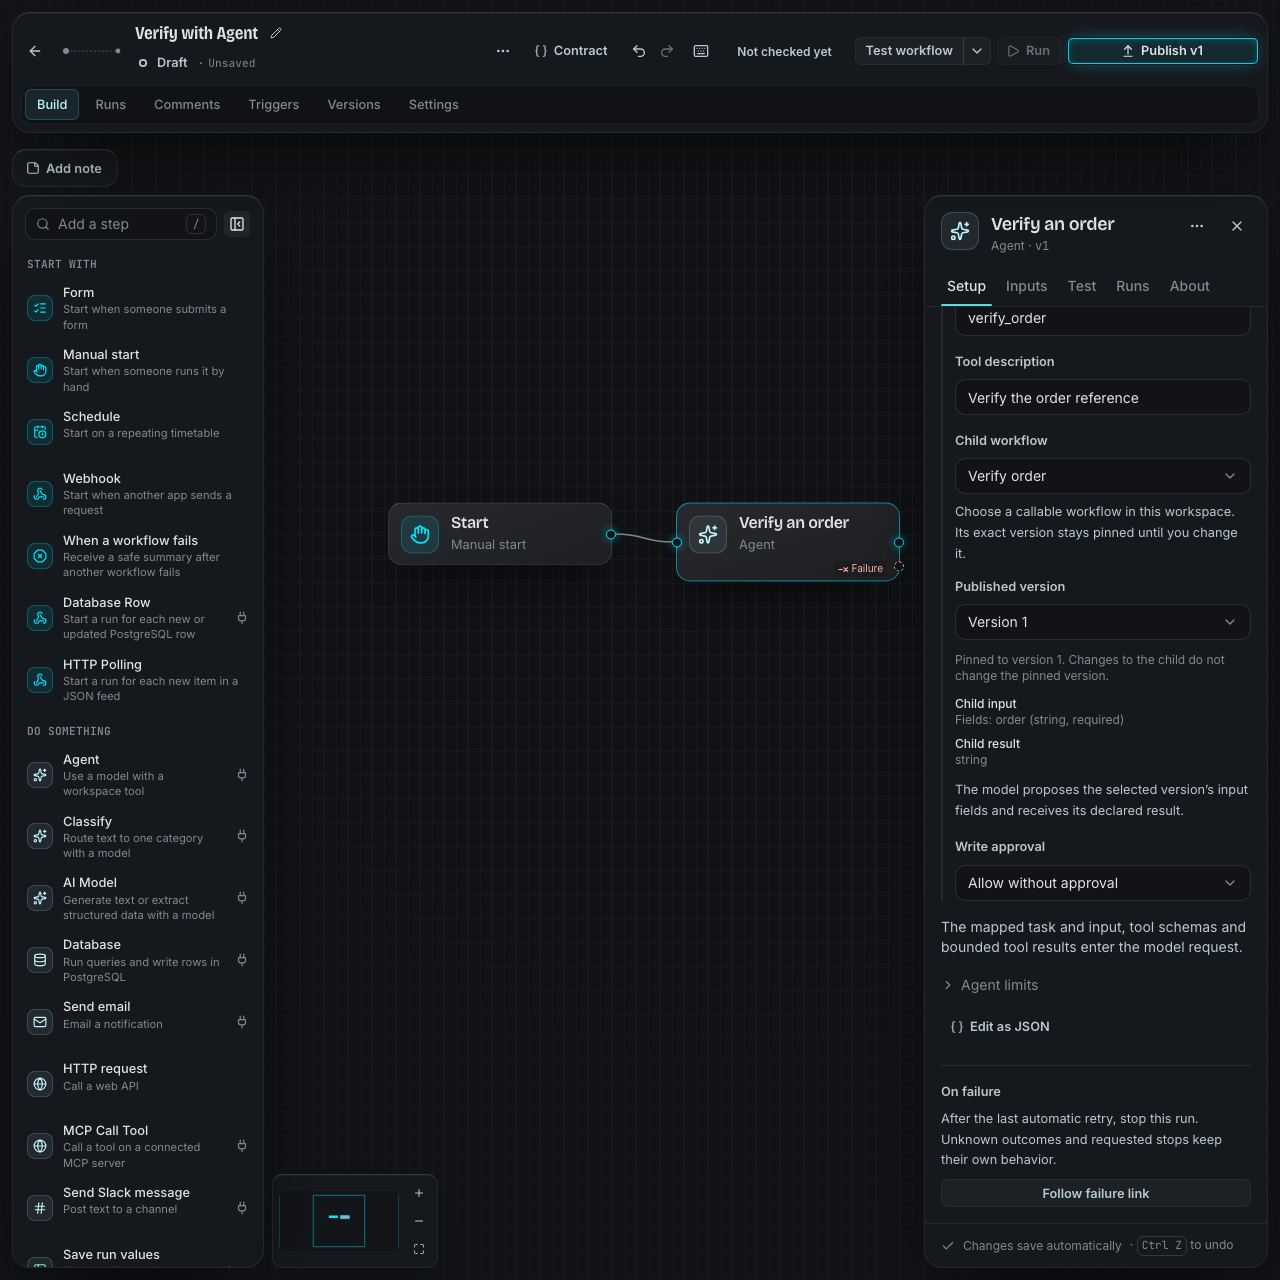 Verify with Agent
Draft · Unsaved
{ } Contract
Not checked yet
Test workflow
Run
Publish v1
Build
Runs
Comments
Triggers
Versions
Settings
Add note
Add a step
/
START WITH
Form
Start when someone submits a
form
Manual start
Start when someone runs it by
hand
Schedule
Start on a repeating timetable
Webhook
Start when another app sends a
request
When a workflow fails
Receive a safe summary after
another workflow fails
Database Row
Start a run for each new or
updated PostgreSQL row
HTTP Polling
Start a run for each new item in a
JSON feed
DO SOMETHING
Agent
Use a model with a
workspace tool
Classify
Route text to one category
with a model
AI Model
Generate text or extract
structured data with a model
Database
Run queries and write rows in
PostgreSQL
Send email
Email a notification
HTTP request
Call a web API
MCP Call Tool
Call a tool on a connected
MCP server
Send Slack message
Post text to a channel
Save run values
Start
Manual start
Verify an order
Agent
Failure
Verify an order
Agent · v1
Setup
Inputs
Test
Runs
About
verify_order
Tool description
Verify the order reference
Child workflow
Verify order
Choose a callable workflow in this workspace.
Its exact version stays pinned until you change
it.
Published version
Version 1
Pinned to version 1. Changes to the child do not
change the pinned version.
Child input
Fields: order (string, required)
Child result
string
The model proposes the selected version’s input
fields and receives its declared result.
Write approval
Allow without approval
The mapped task and input, tool schemas and
bounded tool results enter the model request.
Agent limits
{ } Edit as JSON
On failure
After the last automatic retry, stop this run.
Unknown outcomes and requested stops keep
their own behavior.
Follow failure link
Changes save automatically · Ctrl Z to undo